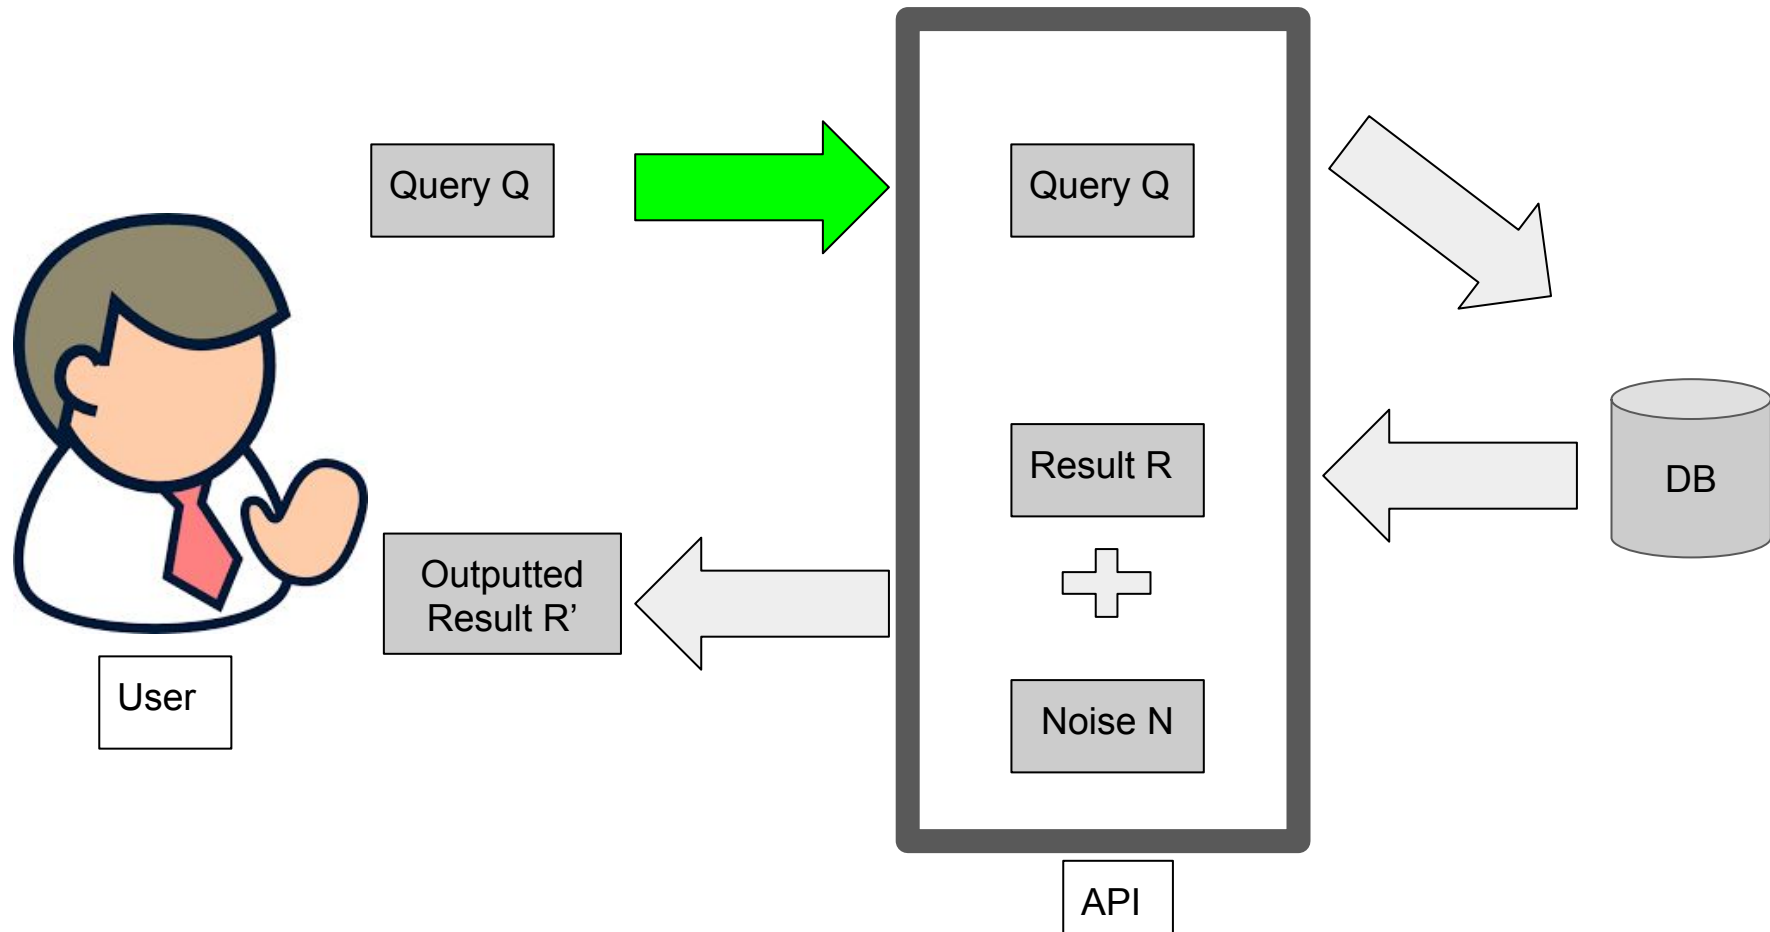 Query Q
Query Q
Result R
DB
Outputted
Result R’
User
Noise N
API